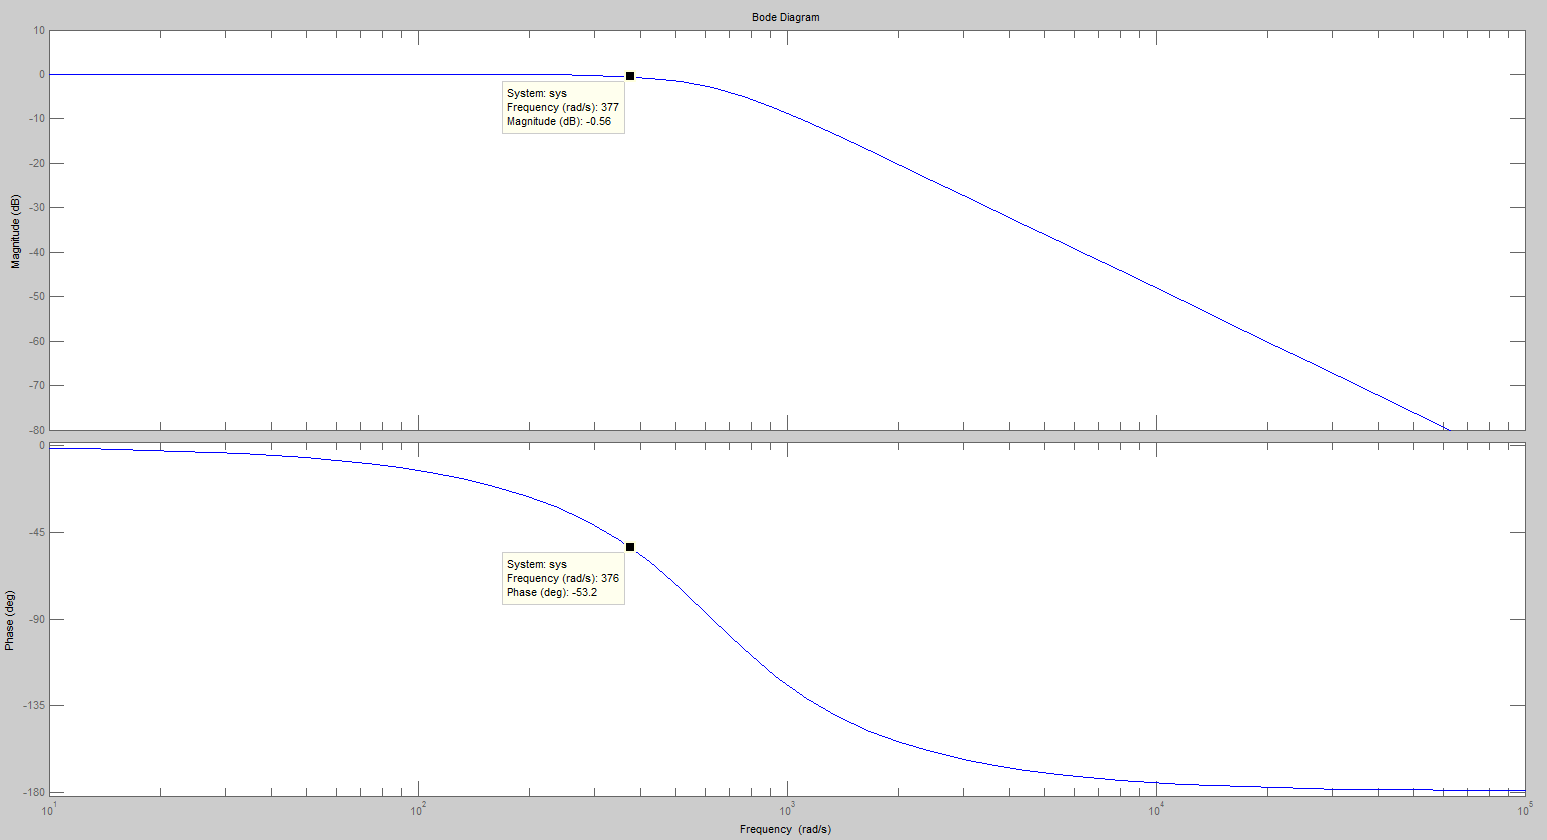 Bode Diagram
10
0
-10
-20
-30
-40
-50
-60
-70
-80
Magnitude (dB)
System: sys
Frequency (rad/s): 377
Magnitude (dB): -0.56
0
-45
-90
-135
-180
Phase (deg)
System: sys
Frequency (rad/s): 376
Phase (deg): -53.2
10^1 10^2 10^3 10^4 10^5
Frequency (rad/s)